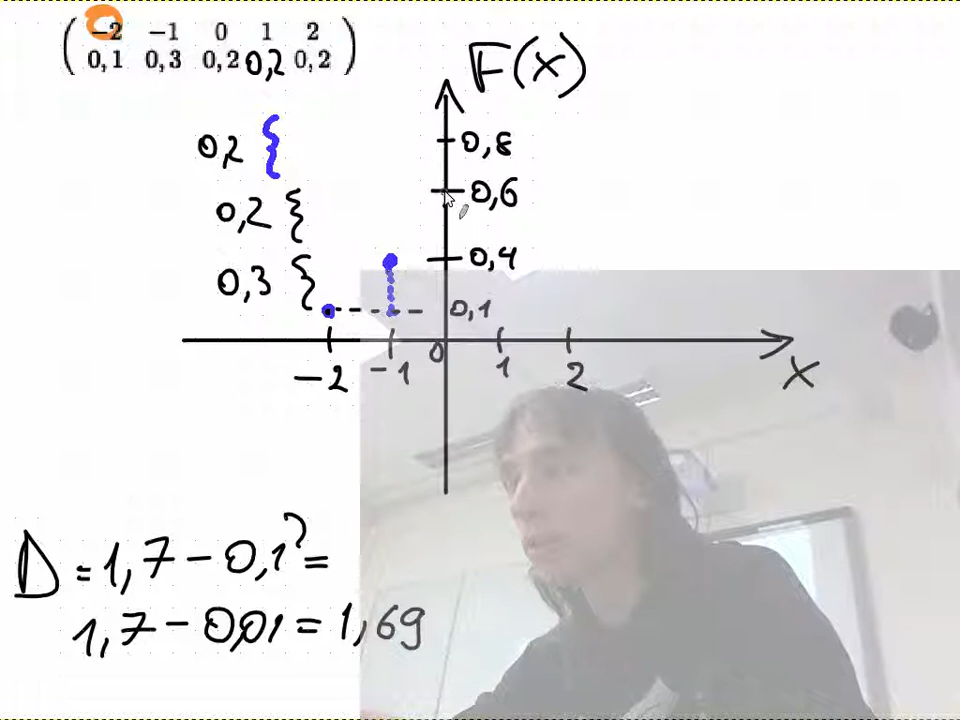 -2 -1 0 1 2
0,1 0,3 0,2 0,2 0,2
F(x)
0,8
0,2 {
0,6
0,2 {
0,4
0,3 {
0,1
0
-2 -1 1 2 x
D = 1,7 - 0,1² =
1,7 - 0,01 = 1,69